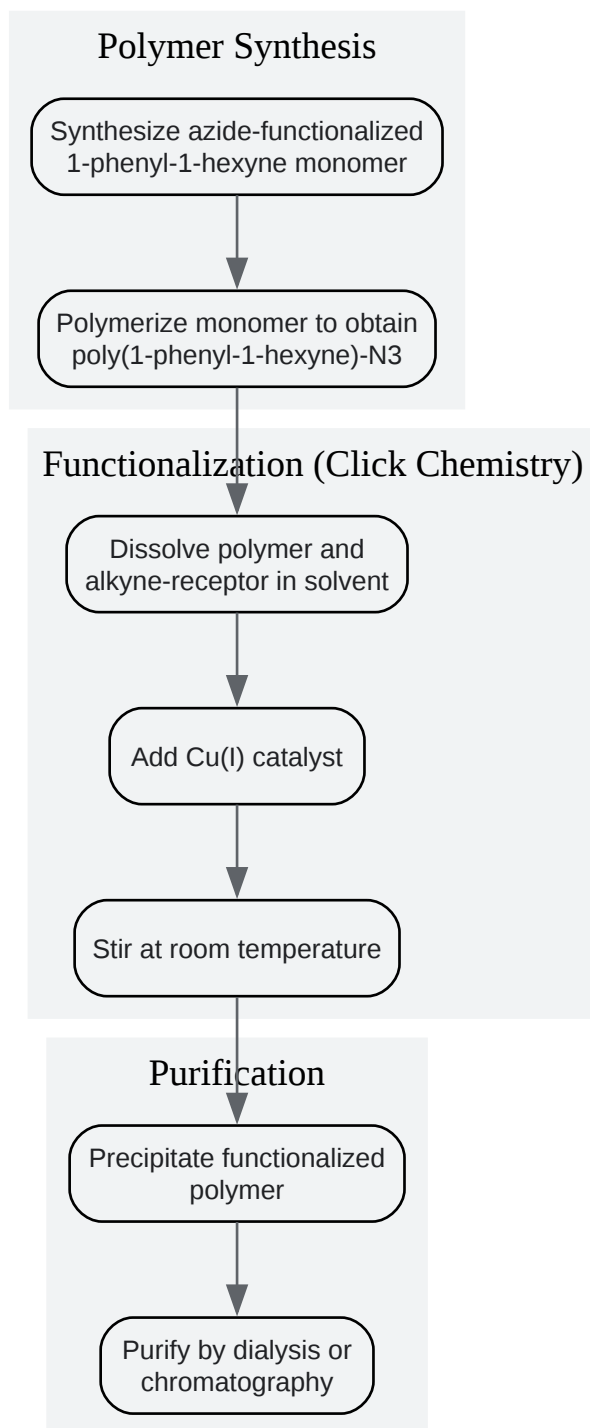 Polymer Synthesis
Synthesize azide-functionalized
1-phenyl-1-hexyne monomer
Polymerize monomer to obtain
poly(1-phenyl-1-hexyne)-N3
Functionalization (Click Chemistry)
Dissolve polymer and
alkyne-receptor in solvent
Add Cu(I) catalyst
Stir at room temperature
Purification
Precipitate functionalized
polymer
Purify by dialysis or
chromatography